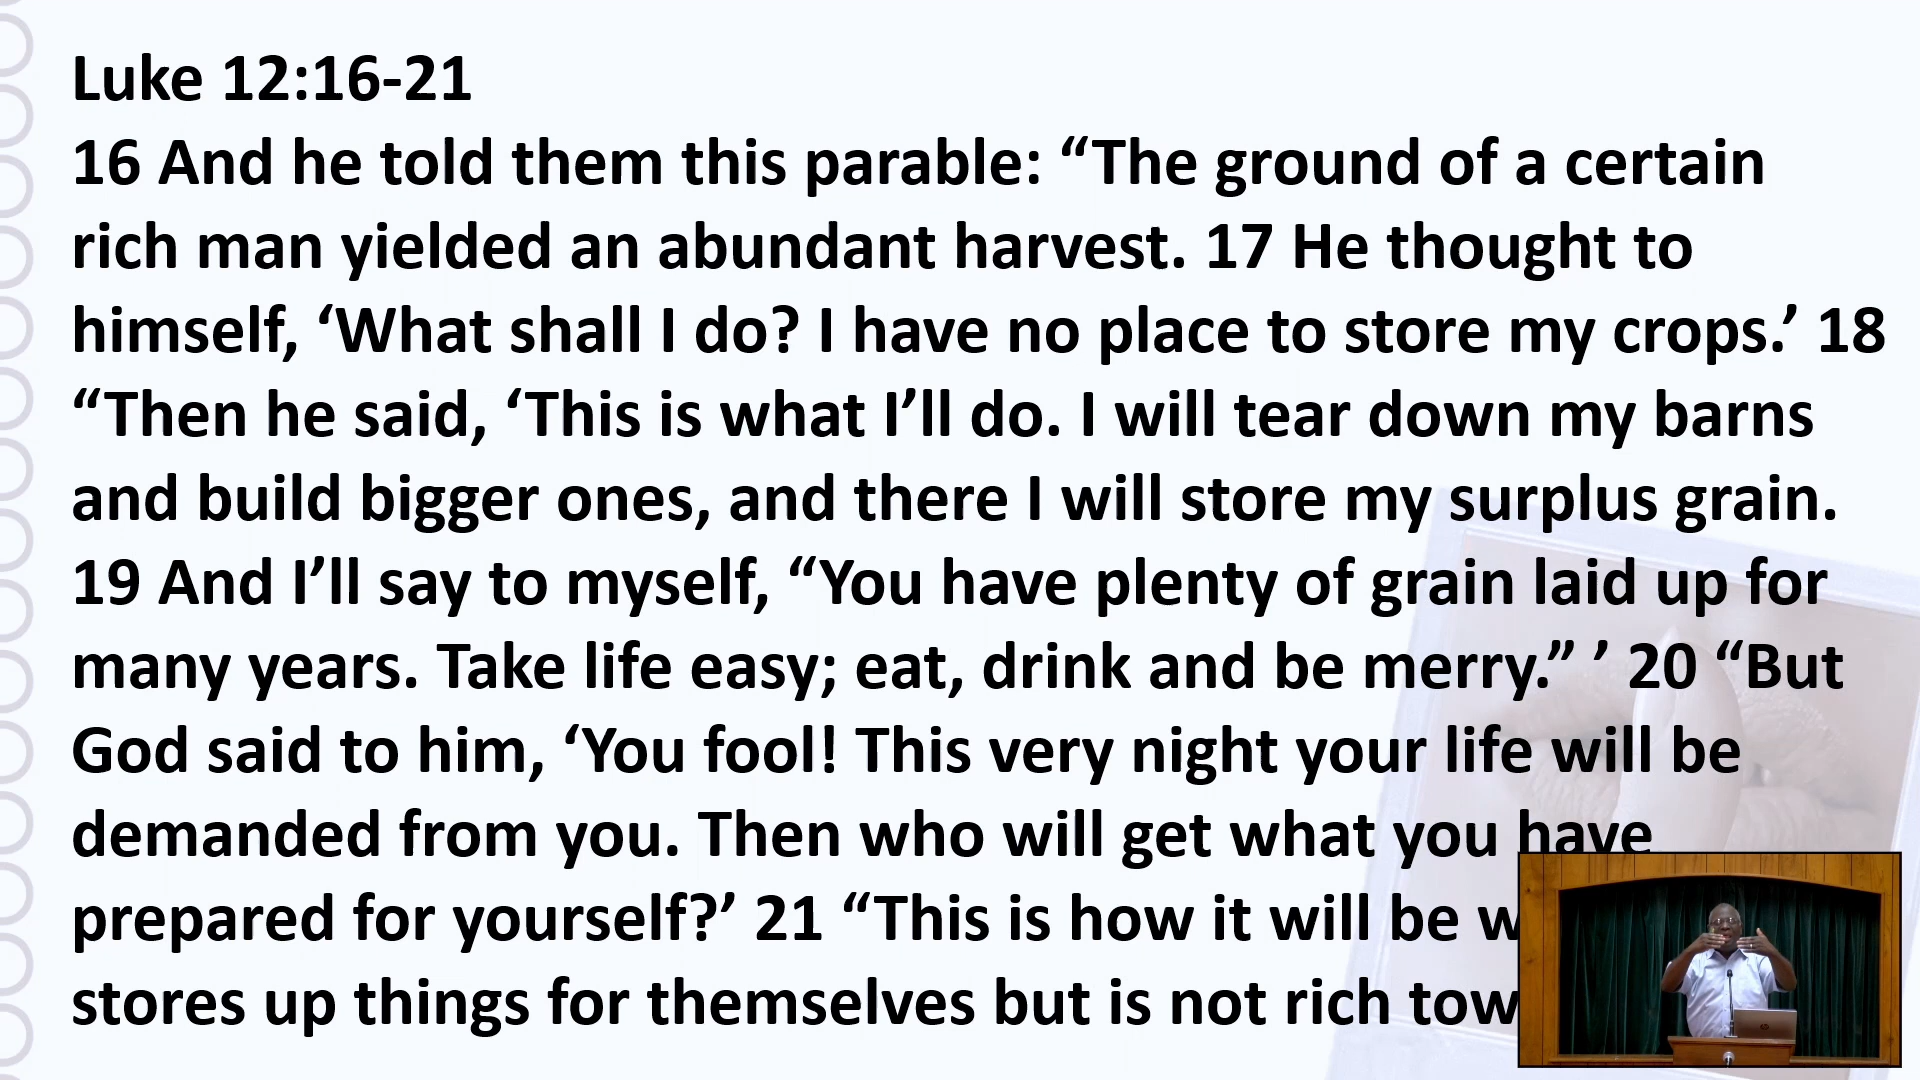 Luke 12:16-21
16 And he told them this parable: “The ground of a certain
rich man yielded an abundant harvest. 17 He thought to
himself, ‘What shall I do? I have no place to store my crops.’ 18
“Then he said, ‘This is what I’ll do. I will tear down my barns
and build bigger ones, and there I will store my surplus grain.
19 And I’ll say to myself, “You have plenty of grain laid up for
many years. Take life easy; eat, drink and be merry.” ’ 20 “But
God said to him, ‘You fool! This very night your life will be
demanded from you. Then who will get what you have
prepared for yourself?’ 21 “This is how it will be
stores up things for themselves but is not rich